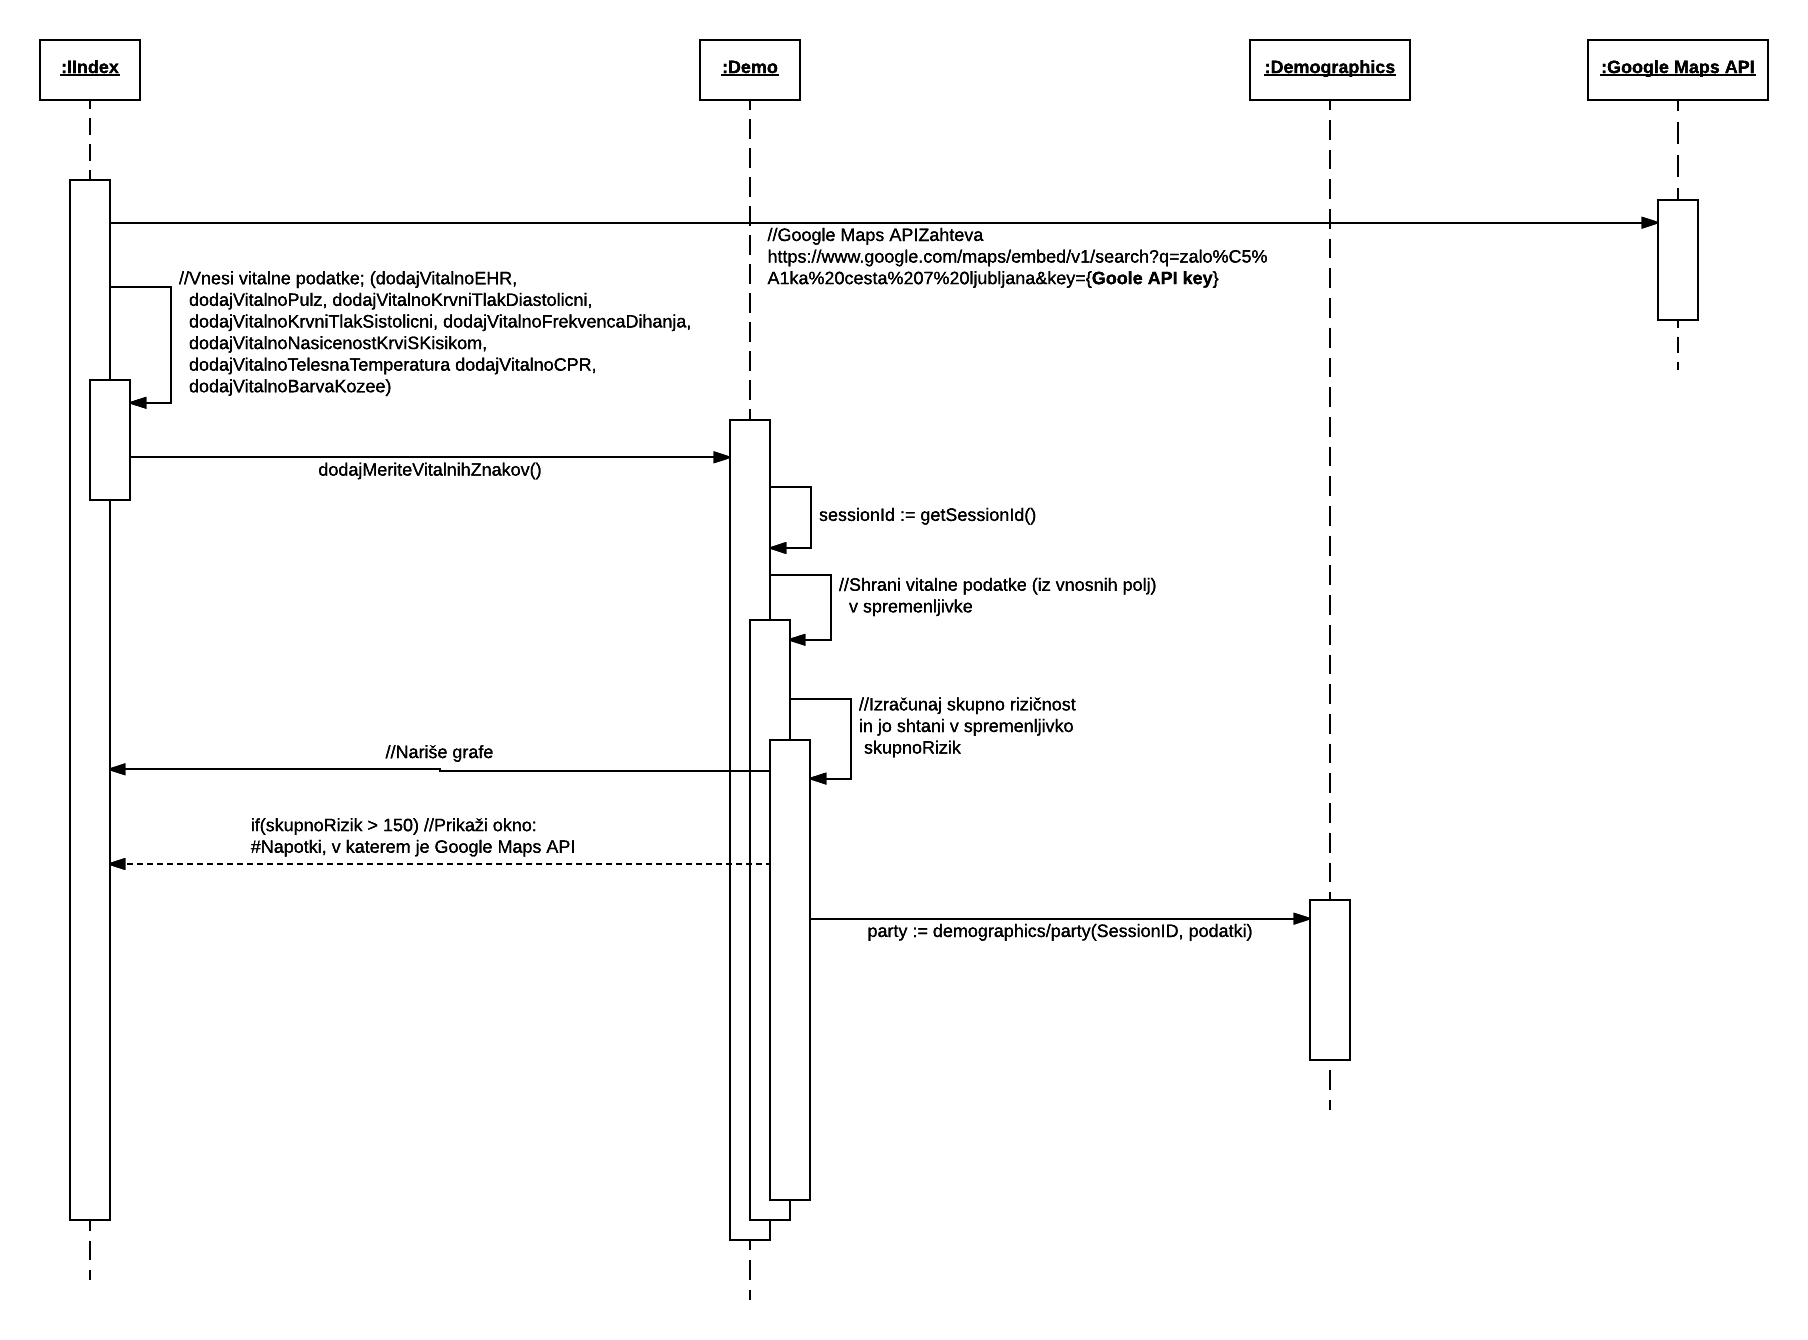 :IIndex
:Demo
:Demographics
:Google Maps API
//Google Maps APIZahteva
https://www.google.com/maps/embed/v1/search?q=zalo%C5%
A1ka%20cesta%207%20ljubljana&key={Goole API key}
//Vnesi vitalne podatke; (dodajVitalnoEHR,
dodajVitalnoPulz, dodajVitalnoKrvniTlakDiastolicni,
dodajVitalnoKrvniTlakSistolicni, dodajVitalnoFrekvencaDihanja,
dodajVitalnoNasicenostKrviSKisikom,
dodajVitalnoTelesnaTemperatura dodajVitalnoCPR,
dodajVitalnoBarvaKozee)
dodajMeriteVitalnihZnakov()
sessionId := getSessionId()
//Shrani vitalne podatke (iz vnosnih polj)
v spremenljivke
//Izračunaj skupno rizičnost
in jo shtani v spremenljivko
skupnoRizik
//Nariše grafe
if(skupnoRizik > 150) //Prikaži okno:
#Napotki, v katerem je Google Maps API
party := demographics/party(SessionID, podatki)